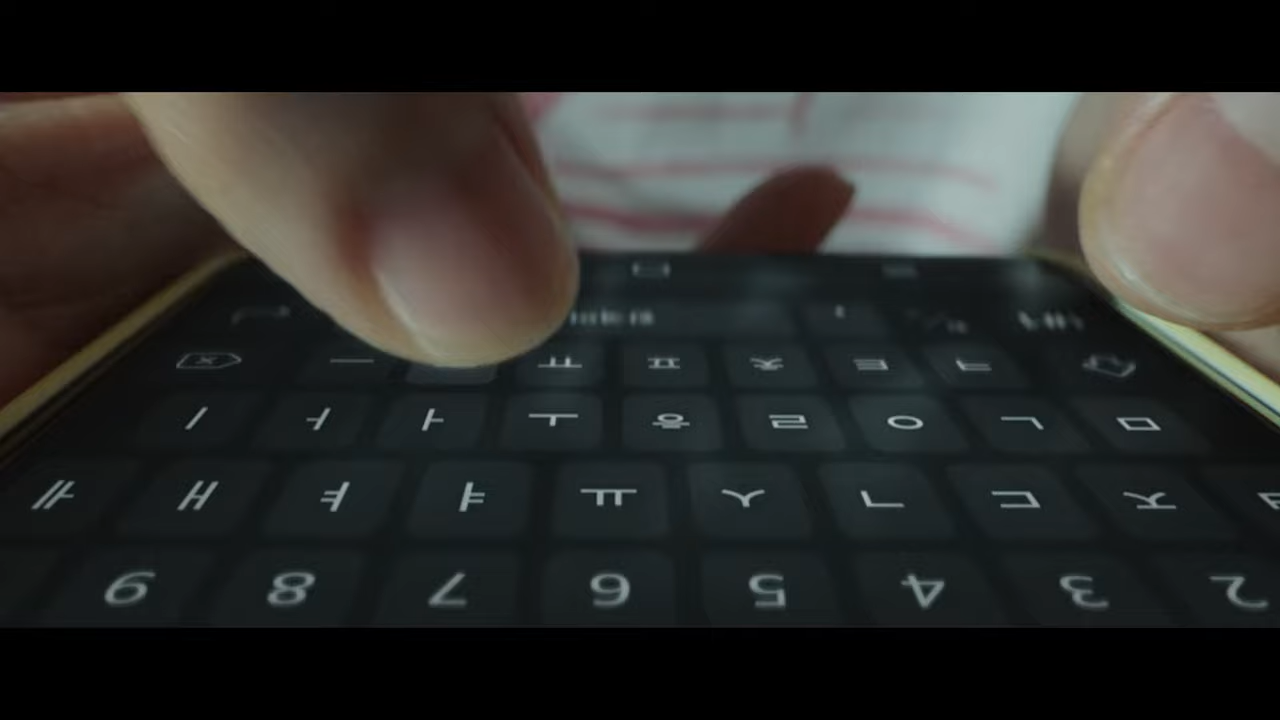 2 3 4 5 6 7 8 9
ㅈ ㄷ ㄱ ㅅ ㅛ ㅕ ㅑ ㅐ ㅔ
ㅁ ㄴ ㅇ ㄹ ㅎ ㅗ ㅓ ㅏ ㅣ
ㅋ ㅌ ㅊ ㅍ ㅠ ㅡ